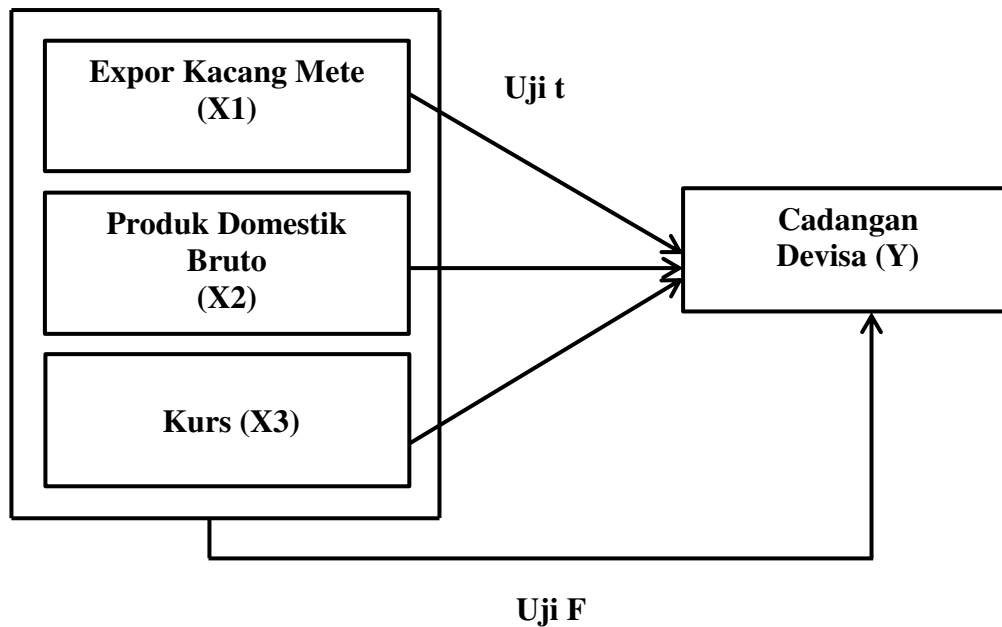 Expor Kacang Mete
(X1)
Uji t
Produk Domestik
Bruto
(X2)
Cadangan
Devisa (Y)
Kurs (X3)
Uji F